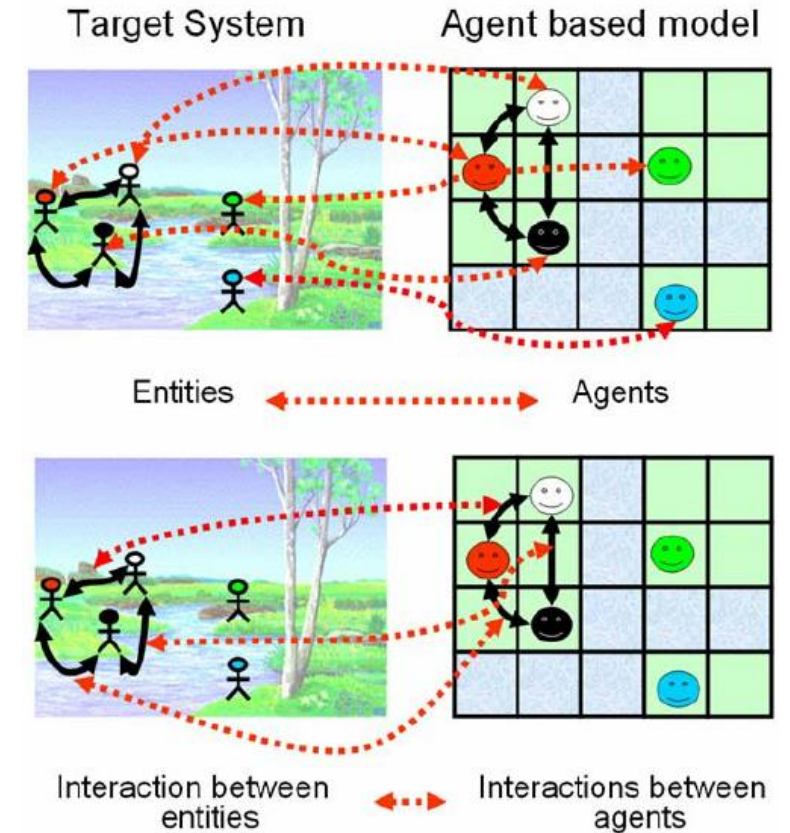 Target System
Agent based model
Entities
Agents
Interaction between
entities
Interactions between
agents